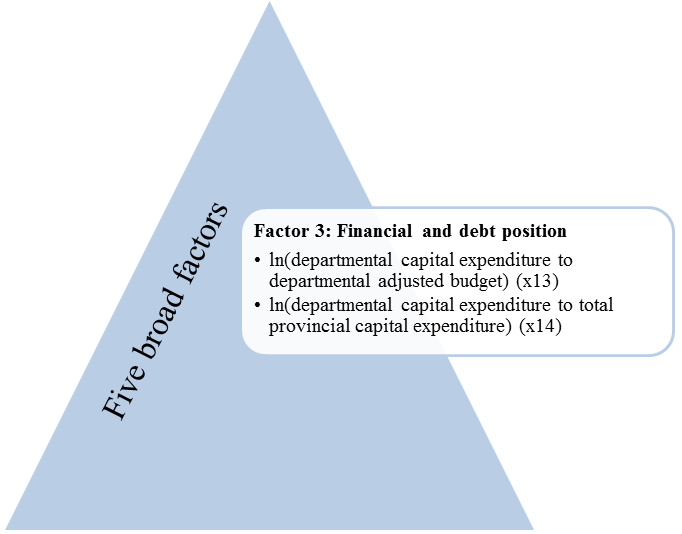 Five broad factors
Factor 3: Financial and debt position
• ln(departmental capital expenditure to
departmental adjusted budget) (x13)
• ln(departmental capital expenditure to total
provincial capital expenditure) (x14)